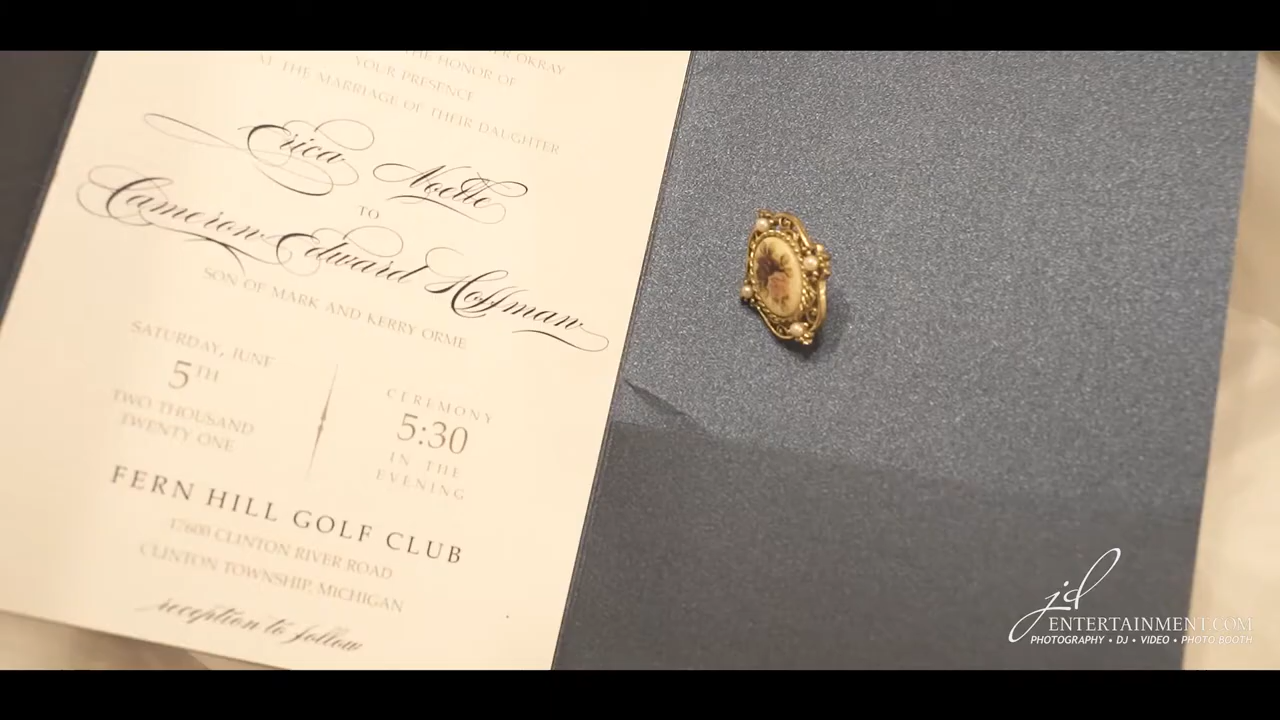 OKRAY
THE HONOR OF
YOUR PRESENCE
AT THE MARRIAGE OF THEIR DAUGHTER
Erica Noelle
TO
Cameron Edward Hoffman
SON OF MARK AND KERRY ORME
SATURDAY, JUNE
5TH
TWO THOUSAND
TWENTY ONE
CEREMONY
5:30
IN THE
EVENING
FERN HILL GOLF CLUB
17600 CLINTON RIVER ROAD
CLINTON TOWNSHIP, MICHIGAN
reception to follow
jd
ENTERTAINMENT.COM
PHOTOGRAPHY • DJ • VIDEO • PHOTO BOOTH